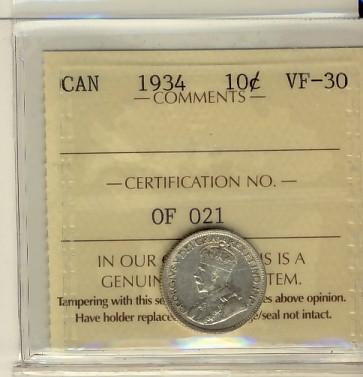 CAN 1934 10¢ VF-30
— COMMENTS —
— CERTIFICATION NO. —
OF 021
IN OUR IS A
GENUIN TEM.
Tampering with this se es above opinion.
Have holder replace e/seal not intact.